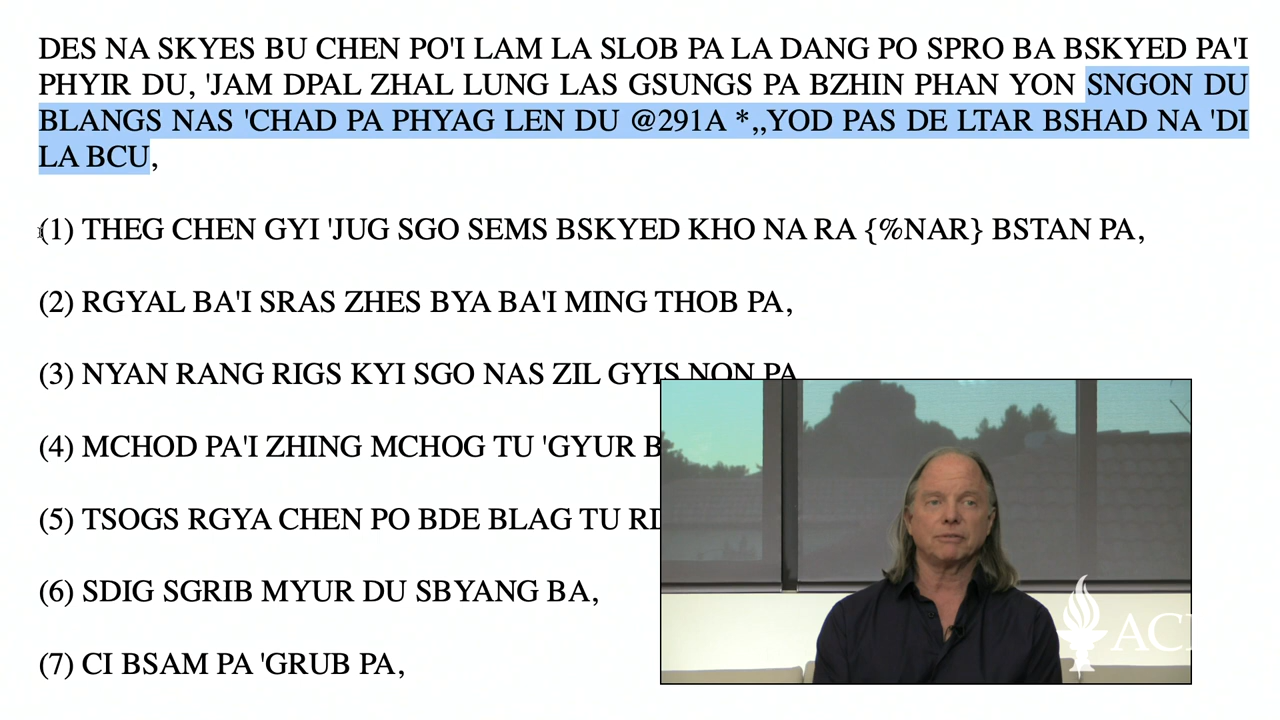 DES NA SKYES BU CHEN PO'I LAM LA SLOB PA LA DANG PO SPRO BA BSKYED PA'I
PHYIR DU, 'JAM DPAL ZHAL LUNG LAS GSUNGS PA BZHIN PHAN YON SNGON DU
BLANGS NAS 'CHAD PA PHYAG LEN DU @291A *,,YOD PAS DE LTAR BSHAD NA 'DI
LA BCU,
(1) THEG CHEN GYI 'JUG SGO SEMS BSKYED KHO NA RA {%NAR} BSTAN PA,
(2) RGYAL BA'I SRAS ZHES BYA BA'I MING THOB PA,
(3) NYAN RANG RIGS KYI SGO NAS ZIL GYIS NON PA
(4) MCHOD PA'I ZHING MCHOG TU 'GYUR
(5) TSOGS RGYA CHEN PO BDE BLAG TU
(6) SDIG SGRIB MYUR DU SBYANG BA,
(7) CI BSAM PA 'GRUB PA,